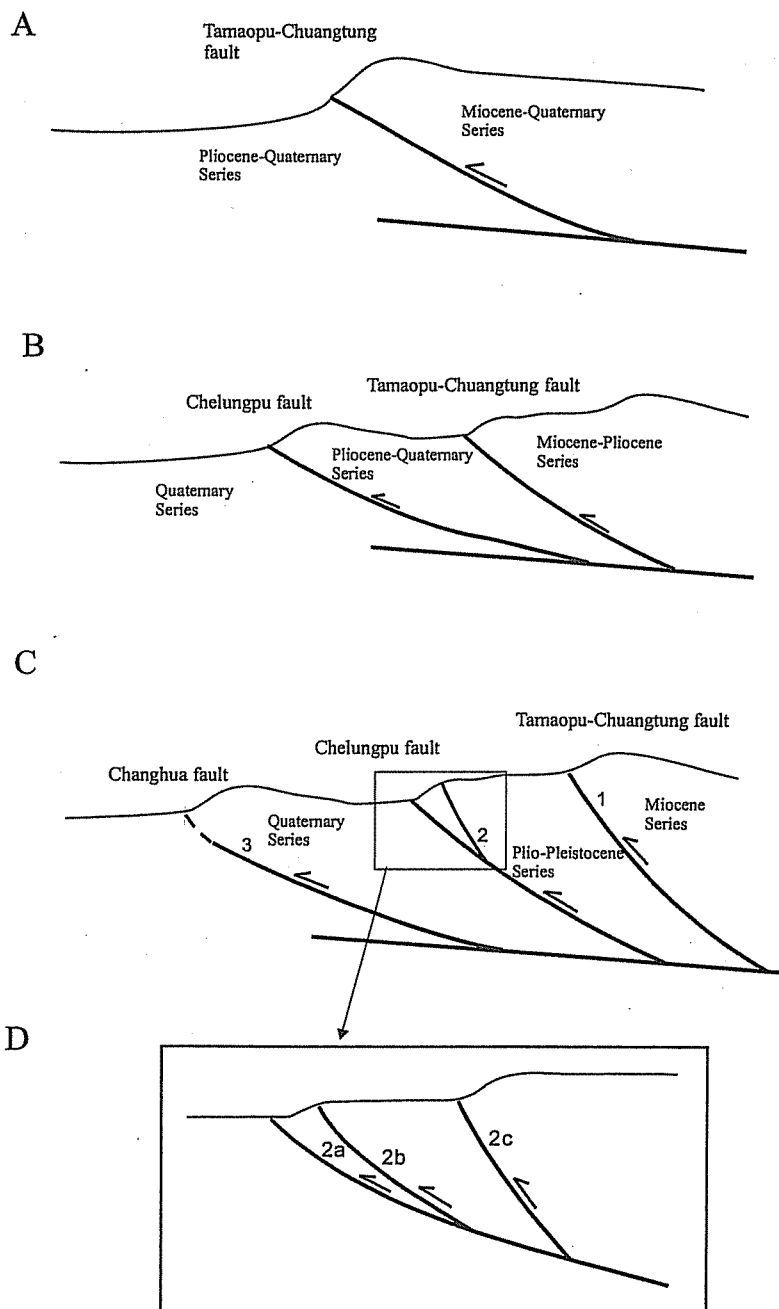 A
Tamaopu-Chuangtung
fault
Miocene-Quaternary
Series
Pliocene-Quaternary
Series
B
Tamaopu-Chuangtung fault
Chelungpu fault
Miocene-Pliocene
Series
Pliocene-Quaternary
Series
Quaternary
Series
C
Tamaopu-Chuangtung fault
Chelungpu fault
Changhua fault
1
Miocene
Series
Quaternary
Series
2
3
Plio-Pleistocene
Series
D
2a
2b
2c